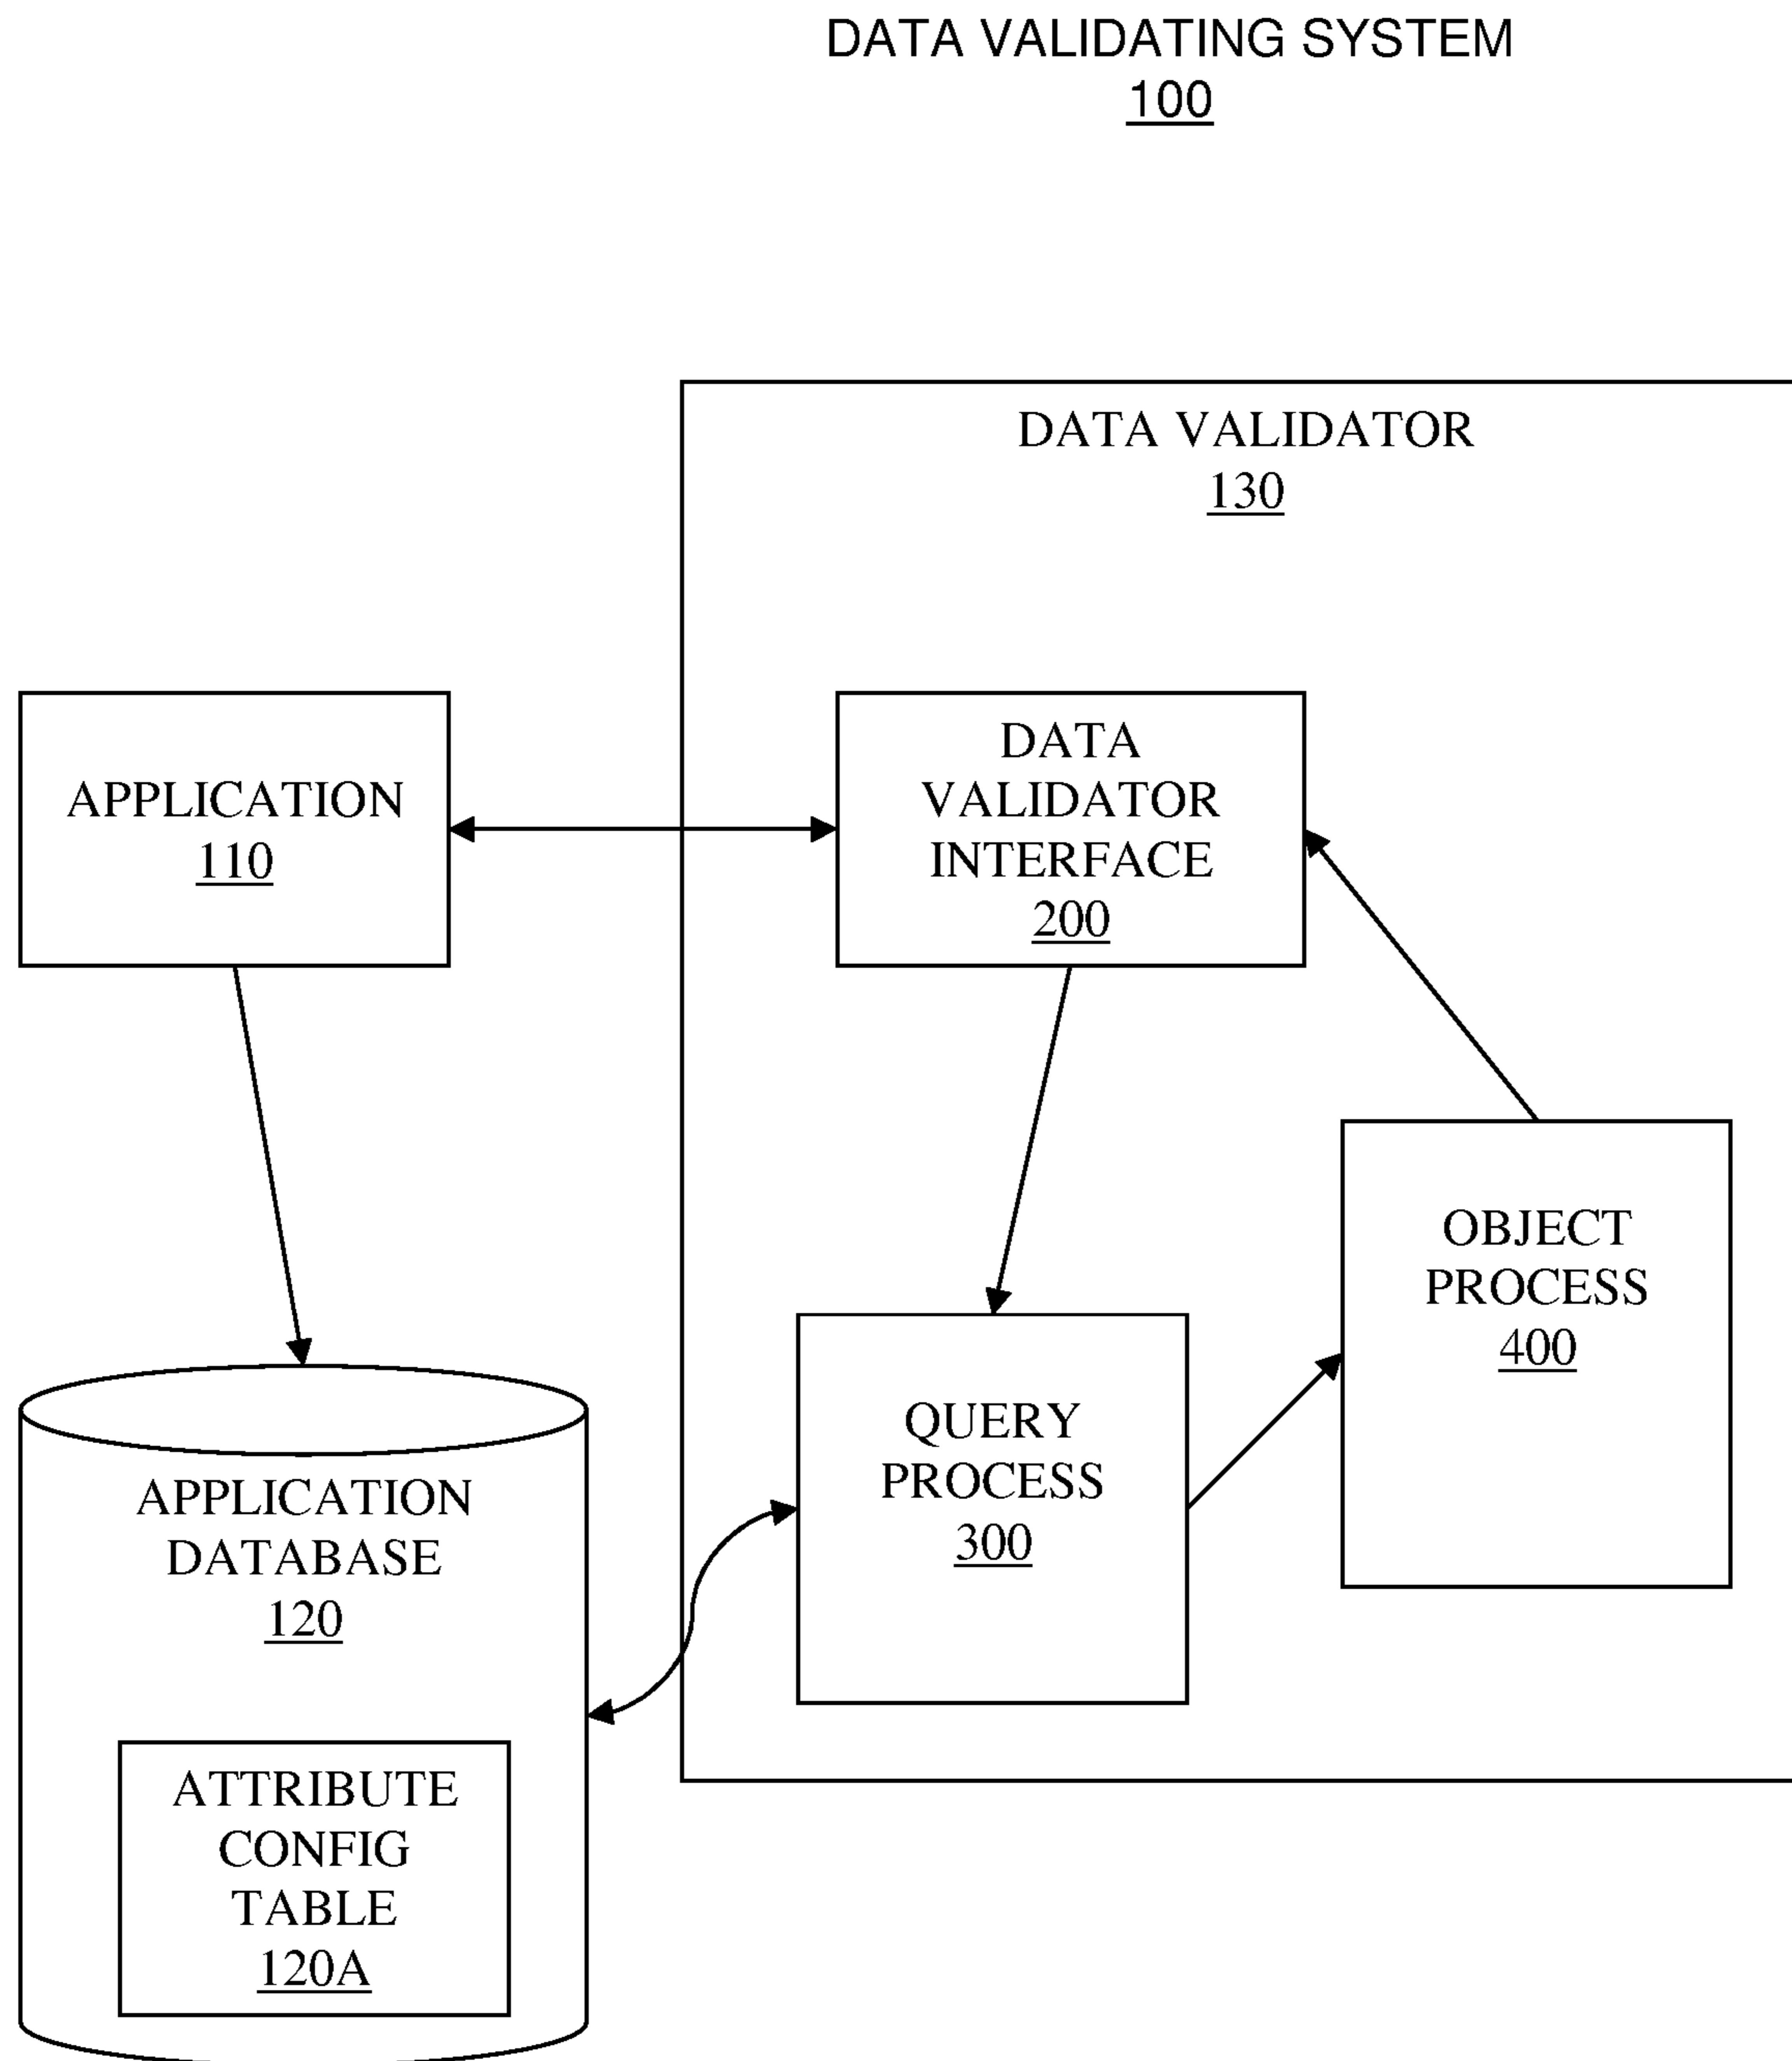 DATA VALIDATING SYSTEM
100
DATA VALIDATOR
130
APPLICATION
110
DATA
VALIDATOR
INTERFACE
200
OBJECT
PROCESS
400
QUERY
PROCESS
300
APPLICATION
DATABASE
120
ATTRIBUTE
CONFIG
TABLE
120A